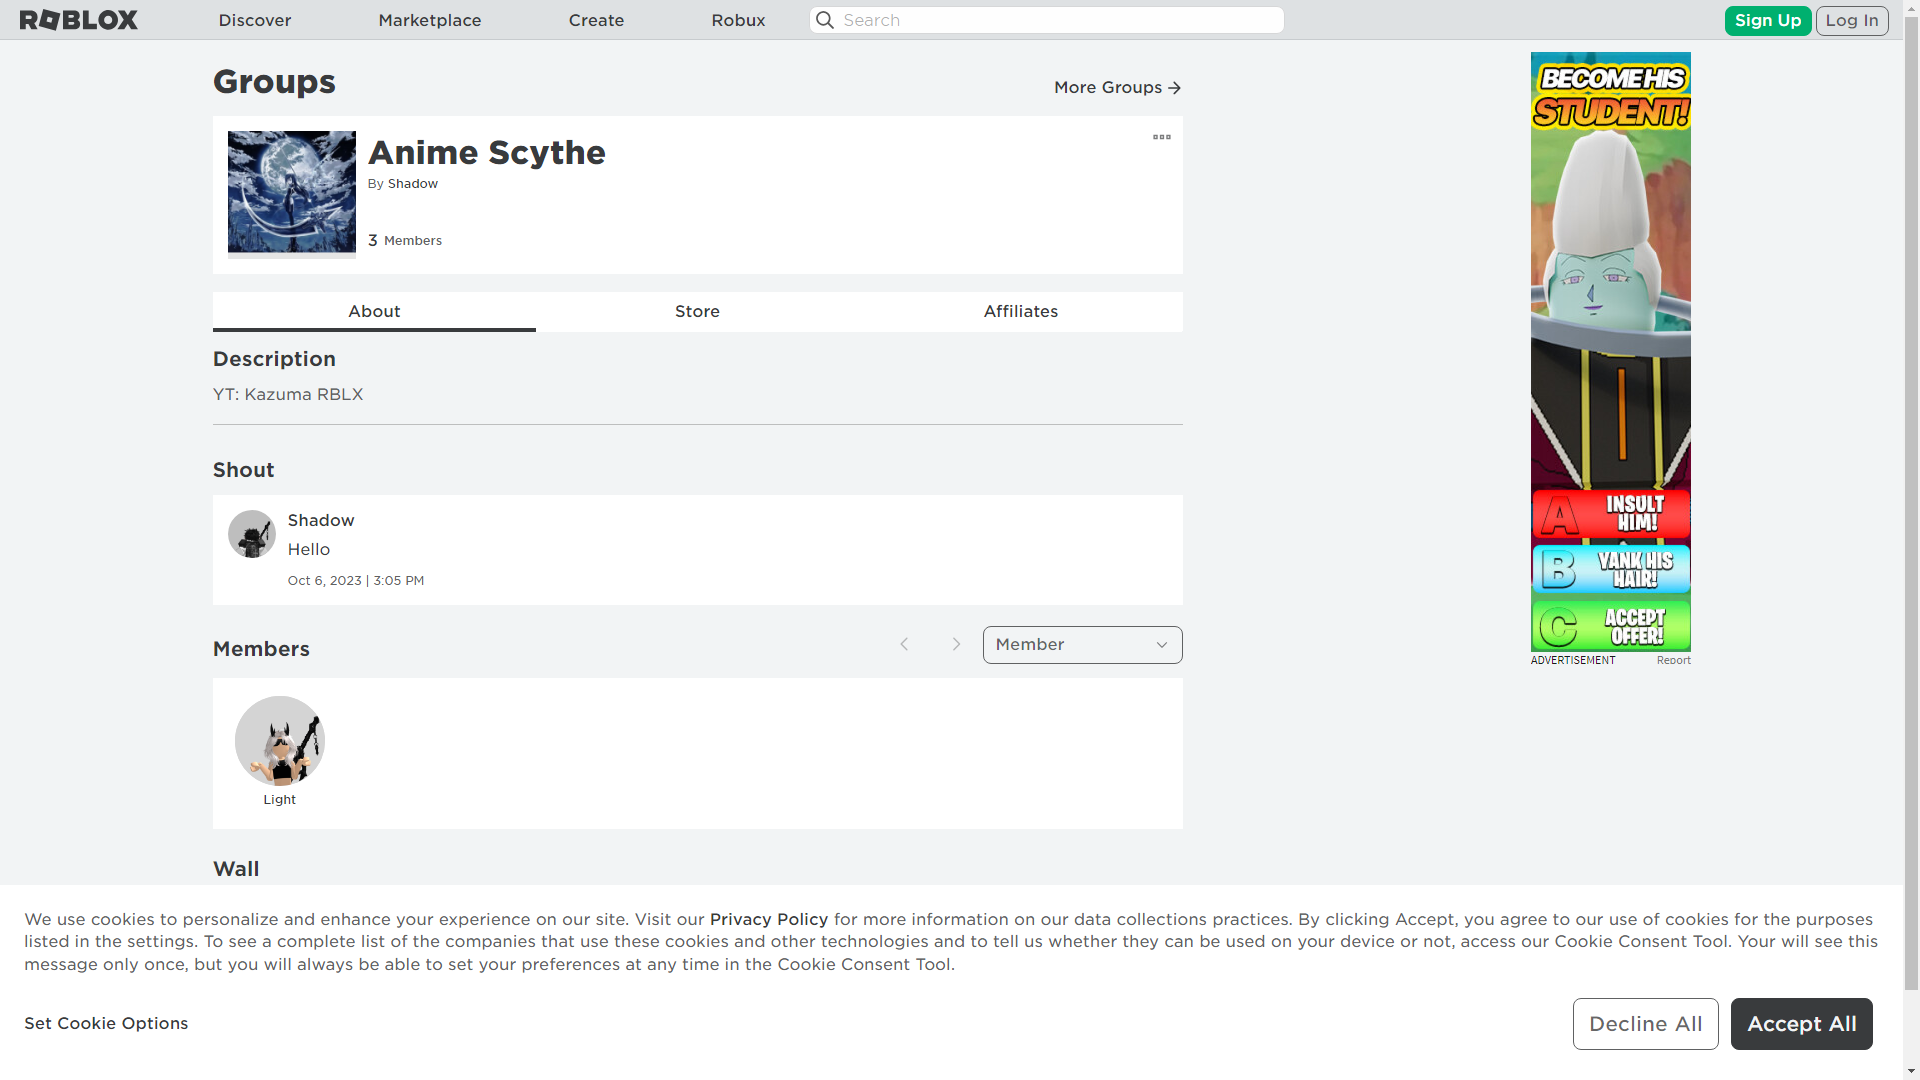 ROBLOX
Discover
Marketplace
Create
Robux
Search
Sign Up
Log In
Groups
More Groups
Anime Scythe
By Shadow
3 Members
About
Store
Affiliates
Description
YT: Kazuma RBLX
Shout
Shadow
Hello
Oct 6, 2023 | 3:05 PM
Members
Member
Light
Wall
BECOME HIS
STUDENT!
A INSULT
HIM!
B YANK HIS
HAIR!
C ACCEPT
OFFER!
ADVERTISEMENT
Report
We use cookies to personalize and enhance your experience on our site. Visit our Privacy Policy for more information on our data collections practices. By clicking Accept, you agree to our use of cookies for the purposes
listed in the settings. To see a complete list of the companies that use these cookies and other technologies and to tell us whether they can be used on your device or not, access our Cookie Consent Tool. Your will see this
message only once, but you will always be able to set your preferences at any time in the Cookie Consent Tool.
Set Cookie Options
Decline All
Accept All